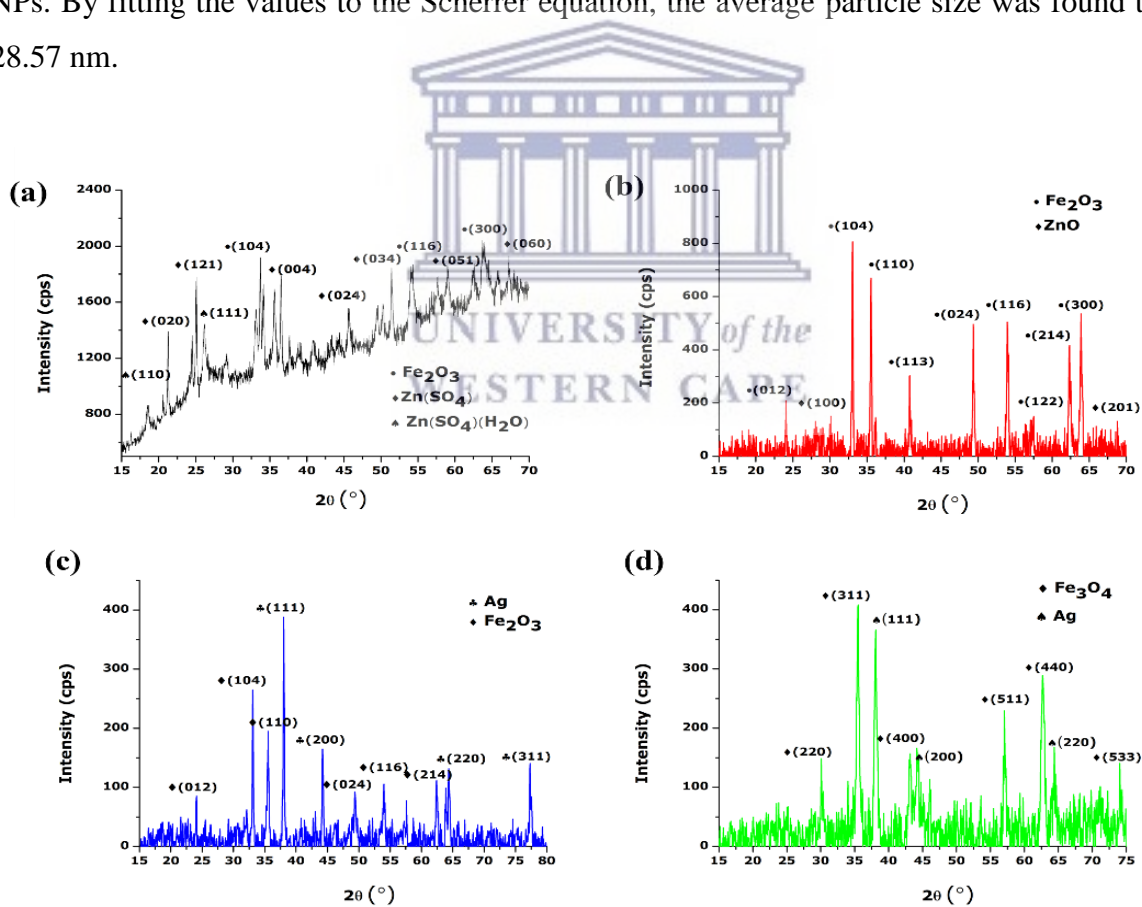 NPs. By fitting the values to the Scherrer equation, the average particle size was found t
28.57 nm.
(a)
2400
2000
1600
1200
800
Intensity (cps)
♠(110)
♦(020)
♦(121)
♠(111)
•(104)
♦(004)
♦(024)
•(034)
•(116)
♦(051)
•(300)
♦(060)
• Fe₂O₃
♦Zn(SO₄)
♠ Zn(SO₄)(H₂O)
15 20 25 30 35 40 45 50 55 60 65 70
2θ (°)
(b)
1000
800
600
400
200
0
Intensity (cps)
• Fe₂O₃
♦ZnO
•(012)
♦(100)
•(104)
•(110)
•(113)
•(024)
•(116)
♦(122)
•(214)
•(300)
♦(201)
15 20 25 30 35 40 45 50 55 60 65 70
2θ (°)
UNIVERSITY of the
WESTERN CAPE
(c)
400
300
200
100
0
Intensity (cps)
♣ Ag
♦ Fe₂O₃
♦(012)
♦(104)
♦(110)
♣(111)
♣(200)
♦(024)
♦(116)
♦(214)
♣(220)
♣(311)
15 20 25 30 35 40 45 50 55 60 65 70 75 80
2θ (°)
(d)
400
300
200
100
0
Intensity (cps)
♦ Fe₃O₄
♠ Ag
♦(220)
♦(311)
♠(111)
♦(400)
♠(200)
♦(511)
♦(440)
♠(220)
♦(533)
15 20 25 30 35 40 45 50 55 60 65 70 75
2θ (°)